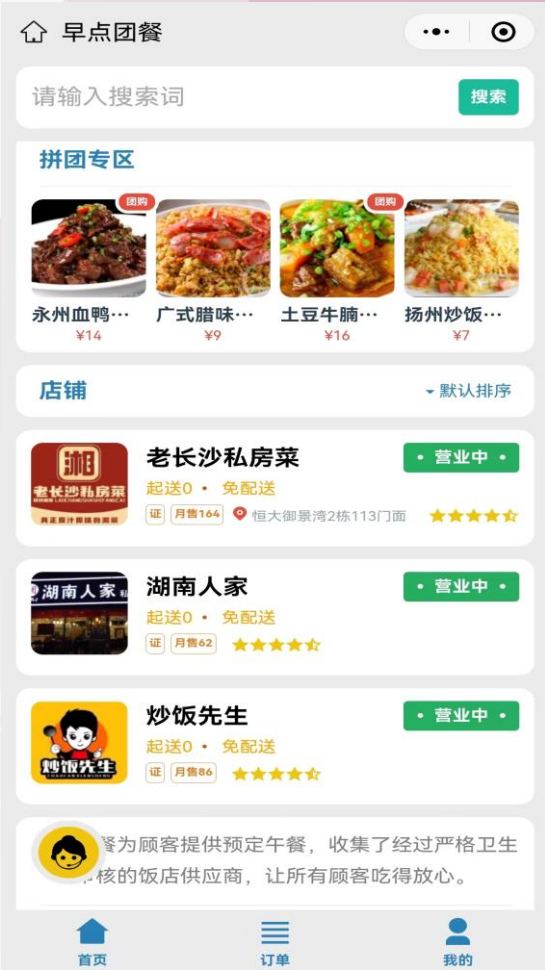 早点团餐
请输入搜索词
搜索
拼团专区
团购
团购
永州血鸭…
广式腊味…
土豆牛腩…
扬州炒饭…
¥14
¥9
¥16
¥7
店铺
默认排序
湘
老长沙私房菜
老长沙私房菜
营业中
起送0 · 免配送
证
月售164
恒大御景湾2栋113门面
湖南人家
湖南人家
营业中
起送0 · 免配送
证
月售62
炒饭先生
炒饭先生
营业中
起送0 · 免配送
证
月售86
餐为顾客提供预定午餐，收集了经过严格卫生
核的饭店供应商，让所有顾客吃得放心。
首页
订单
我的